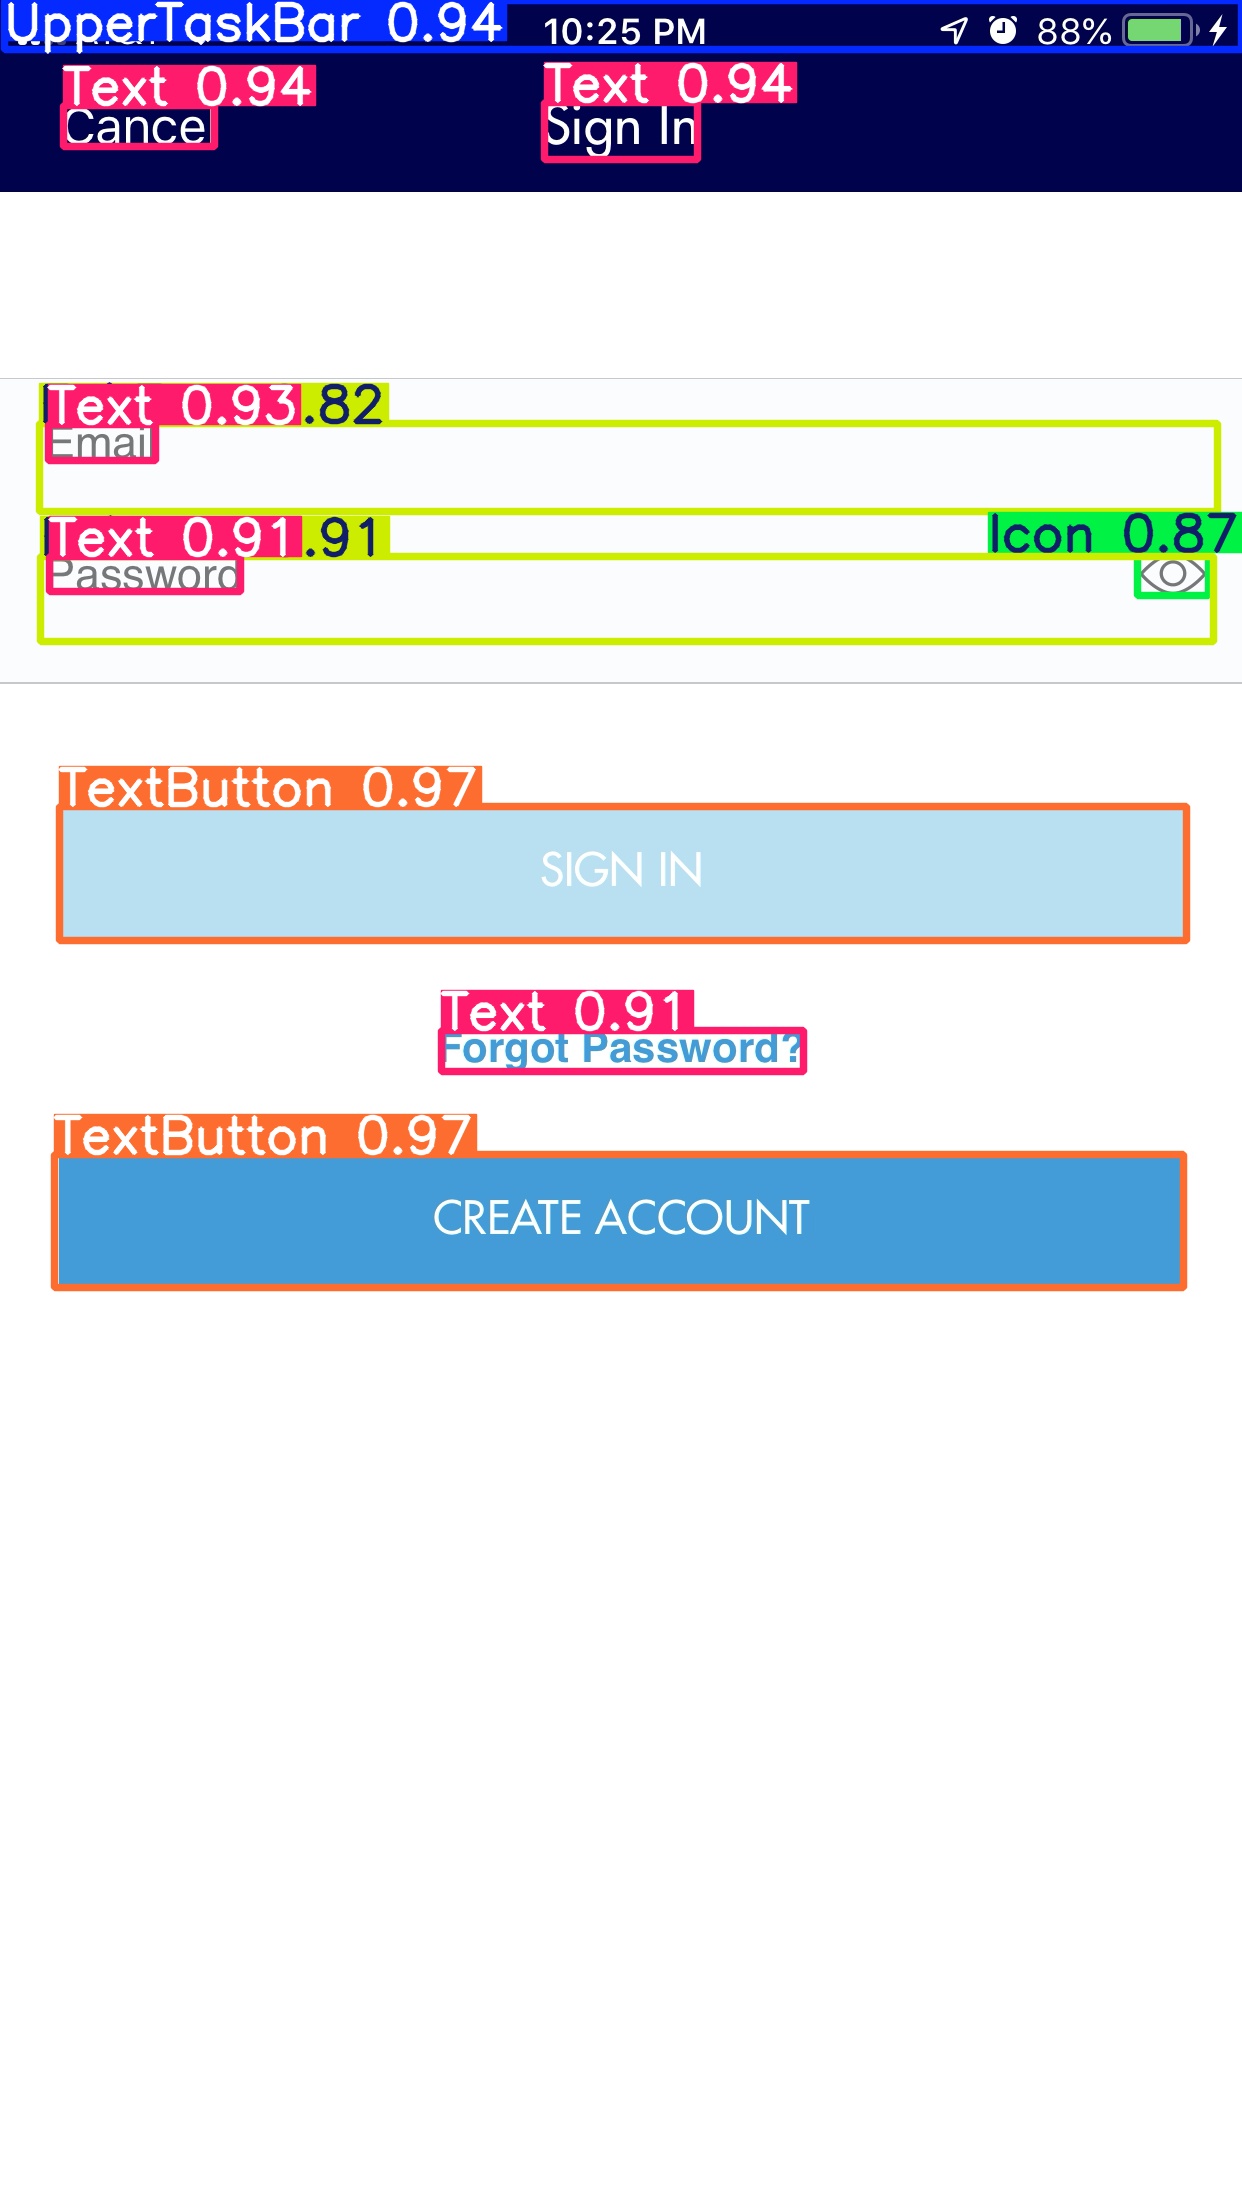 UpperTaskBar 0.94 10:25 PM 88%
Text 0.94 Text 0.94
Cancel Sign In
Text 0.93 .82
Email
Text 0.91 .91 Icon 0.87
Password
TextButton 0.97
SIGN IN
Text 0.91
Forgot Password?
TextButton 0.97
CREATE ACCOUNT